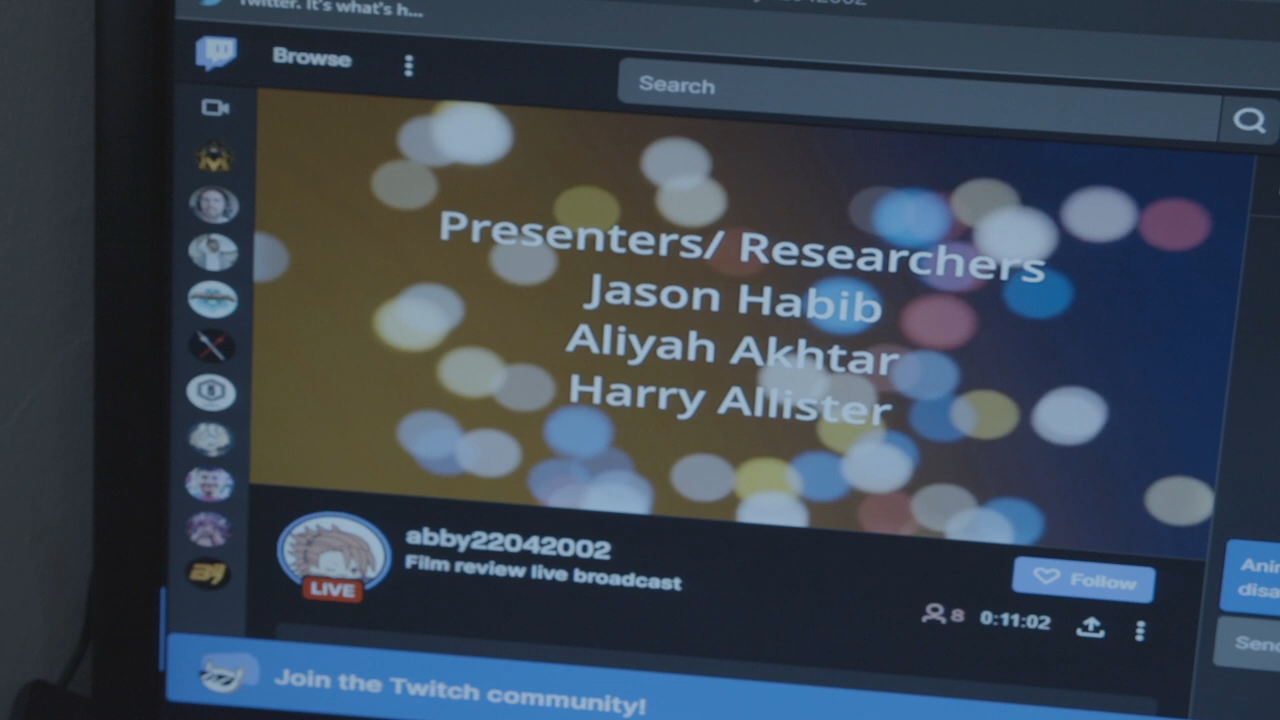 Twitter. It's what's h...
Browse
Search
Presenters/ Researchers
Jason Habib
Aliyah Akhtar
Harry Allister
abby22042002
Film review live broadcast
LIVE
Follow
8 0:11:02
Join the Twitch community!